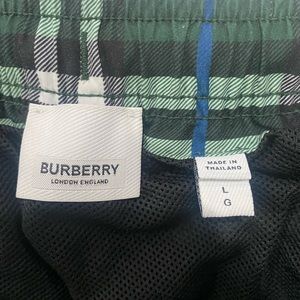 BURBERRY
LONDON ENGLAND
MADE IN
THAILAND
L
G